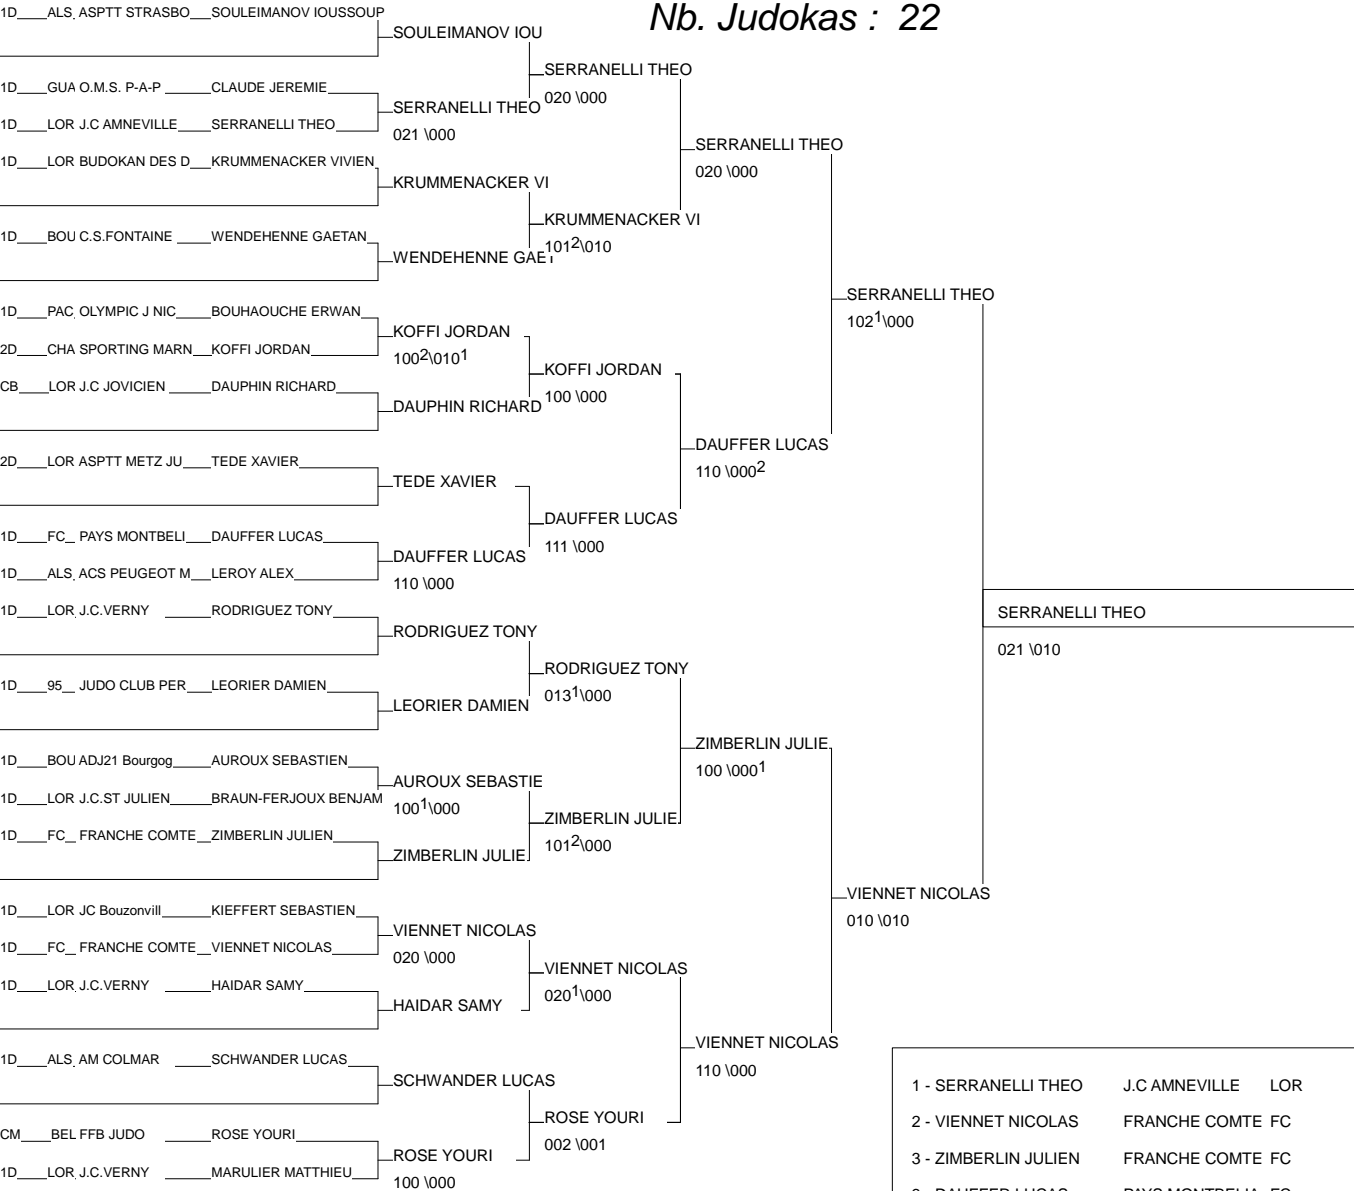 Nb. Judokas : 22
1D ALS ASPTT STRASBO SOULEIMANOV IOUSSOUP
SOULEIMANOV IOU
SERRANELLI THEO
020 \000
1D GUA O.M.S. P-A-P CLAUDE JEREMIE
SERRANELLI THEO
021 \000
1D LOR J.C AMNEVILLE SERRANELLI THEO
SERRANELLI THEO
020 \000
1D LOR BUDOKAN DES D KRUMMENACKER VIVIEN
KRUMMENACKER VI
KRUMMENACKER VI
101²\010
1D BOU C.S.FONTAINE WENDEHENNE GAETAN
WENDEHENNE GAET
SERRANELLI THEO
102¹\000
1D PAC OLYMPIC J NIC BOUHAOUCHE ERWAN
KOFFI JORDAN
100²\010¹
2D CHA SPORTING MARN KOFFI JORDAN
KOFFI JORDAN
100 \000
CB LOR J.C JOVICIEN DAUPHIN RICHARD
DAUPHIN RICHARD
DAUFFER LUCAS
110 \000²
2D LOR ASPTT METZ JU TEDE XAVIER
TEDE XAVIER
DAUFFER LUCAS
111 \000
1D FC PAYS MONTBELI DAUFFER LUCAS
DAUFFER LUCAS
110 \000
1D ALS ACS PEUGEOT M LEROY ALEX
SERRANELLI THEO
021 \010
1D LOR J.C.VERNY RODRIGUEZ TONY
RODRIGUEZ TONY
RODRIGUEZ TONY
013¹\000
1D 95 JUDO CLUB PER LEORIER DAMIEN
LEORIER DAMIEN
ZIMBERLIN JULIE
100 \000¹
1D BOU ADJ21 Bourgog AUROUX SEBASTIEN
AUROUX SEBASTIE
100¹\000
1D LOR J.C.ST JULIEN BRAUN-FERJOUX BENJAM
ZIMBERLIN JULIE
101²\000
1D FC FRANCHE COMTE ZIMBERLIN JULIEN
ZIMBERLIN JULIE
VIENNET NICOLAS
010 \010
1D LOR JC Bouzonvill KIEFFERT SEBASTIEN
VIENNET NICOLAS
020 \000
1D FC FRANCHE COMTE VIENNET NICOLAS
VIENNET NICOLAS
020¹\000
1D LOR J.C.VERNY HAIDAR SAMY
HAIDAR SAMY
VIENNET NICOLAS
110 \000
1D ALS AM COLMAR SCHWANDER LUCAS
SCHWANDER LUCAS
ROSE YOURI
002 \001
CM BEL FFB JUDO ROSE YOURI
ROSE YOURI
100 \000
1D LOR J.C.VERNY MARULIER MATTHIEU
1 - SERRANELLI THEO J.C AMNEVILLE LOR
2 - VIENNET NICOLAS FRANCHE COMTE FC
3 - ZIMBERLIN JULIEN FRANCHE COMTE FC